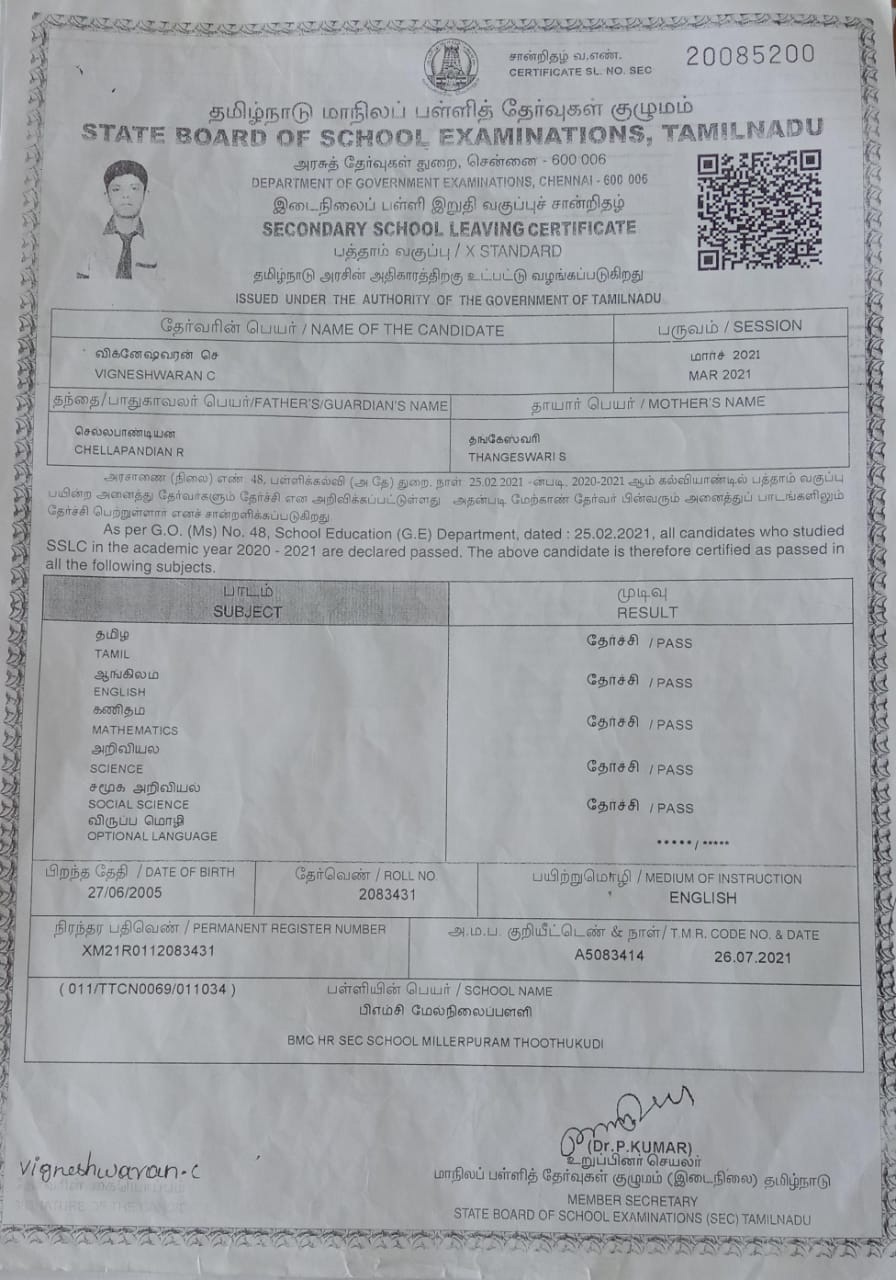 சான்றிதழ் வ.எண்.
CERTIFICATE SL. NO. SEC
20085200
தமிழ்நாடு மாநிலப் பள்ளித் தேர்வுகள் குழுமம்
STATE BOARD OF SCHOOL EXAMINATIONS, TAMILNADU
அரசுத் தேர்வுகள் துறை, சென்னை - 600 006
DEPARTMENT OF GOVERNMENT EXAMINATIONS, CHENNAI - 600 006
இடைநிலைப் பள்ளி இறுதி வகுப்புச் சான்றிதழ்
SECONDARY SCHOOL LEAVING CERTIFICATE
பத்தாம் வகுப்பு / X STANDARD
தமிழ்நாடு அரசின் அதிகாரத்திற்கு உட்பட்டு வழங்கப்படுகிறது
ISSUED UNDER THE AUTHORITY OF THE GOVERNMENT OF TAMILNADU
தேர்வரின் பெயர் / NAME OF THE CANDIDATE
பருவம் / SESSION
விக்னேஷ்வரன் செ
VIGNESHWARAN C
மார்ச் 2021
MAR 2021
தந்தை/பாதுகாவலர் பெயர்/FATHER'S/GUARDIAN'S NAME
தாயார் பெயர் / MOTHER'S NAME
செல்லபாண்டியன்
CHELLAPANDIAN R
தங்கேஸ்வரி
THANGESWARI S
அரசாணை (நிலை) எண் 48, பள்ளிக்கல்வி (அ.தே) துறை, நாள்: 25.02.2021 -ன்படி, 2020-2021 ஆம் கல்வியாண்டில் பத்தாம் வகுப்பு
பயின்ற அனைத்து தேர்வர்களும் தேர்ச்சி என அறிவிக்கப்பட்டுள்ளது. அதன்படி மேற்காண் தேர்வர் பின்வரும் அனைத்துப் பாடங்களிலும்
தேர்ச்சி பெற்றுள்ளார் எனச் சான்றளிக்கப்படுகிறது.
As per G.O. (Ms) No. 48, School Education (G.E) Department, dated : 25.02.2021, all candidates who studied
SSLC in the academic year 2020 - 2021 are declared passed. The above candidate is therefore certified as passed in
all the following subjects.
பாடம்
SUBJECT
முடிவு
RESULT
தமிழ்
TAMIL
தேர்ச்சி / PASS
ஆங்கிலம்
ENGLISH
தேர்ச்சி / PASS
கணிதம்
MATHEMATICS
தேர்ச்சி / PASS
அறிவியல்
SCIENCE
தேர்ச்சி / PASS
சமூக அறிவியல்
SOCIAL SCIENCE
தேர்ச்சி / PASS
விருப்ப மொழி
OPTIONAL LANGUAGE
*****/*****
பிறந்த தேதி / DATE OF BIRTH
27/06/2005
தேர்வெண் / ROLL NO.
2083431
பயிற்றுமொழி / MEDIUM OF INSTRUCTION
ENGLISH
நிரந்தர பதிவெண் / PERMANENT REGISTER NUMBER
XM21R0112083431
அ.ம.ப. குறியீட்டெண் & நாள் / T.M.R. CODE NO. & DATE
A5083414 26.07.2021
( 011/TTCN0069/011034 )
பள்ளியின் பெயர் / SCHOOL NAME
பிஎம்சி மேல்நிலைப்பள்ளி
BMC HR SEC SCHOOL MILLERPURAM THOOTHUKUDI
(Dr.P.KUMAR)
உறுப்பினர் செயலர்
மாநிலப் பள்ளித் தேர்வுகள் குழுமம் (இடைநிலை) தமிழ்நாடு
MEMBER SECRETARY
STATE BOARD OF SCHOOL EXAMINATIONS (SEC) TAMILNADU
Vigneshwaran.C